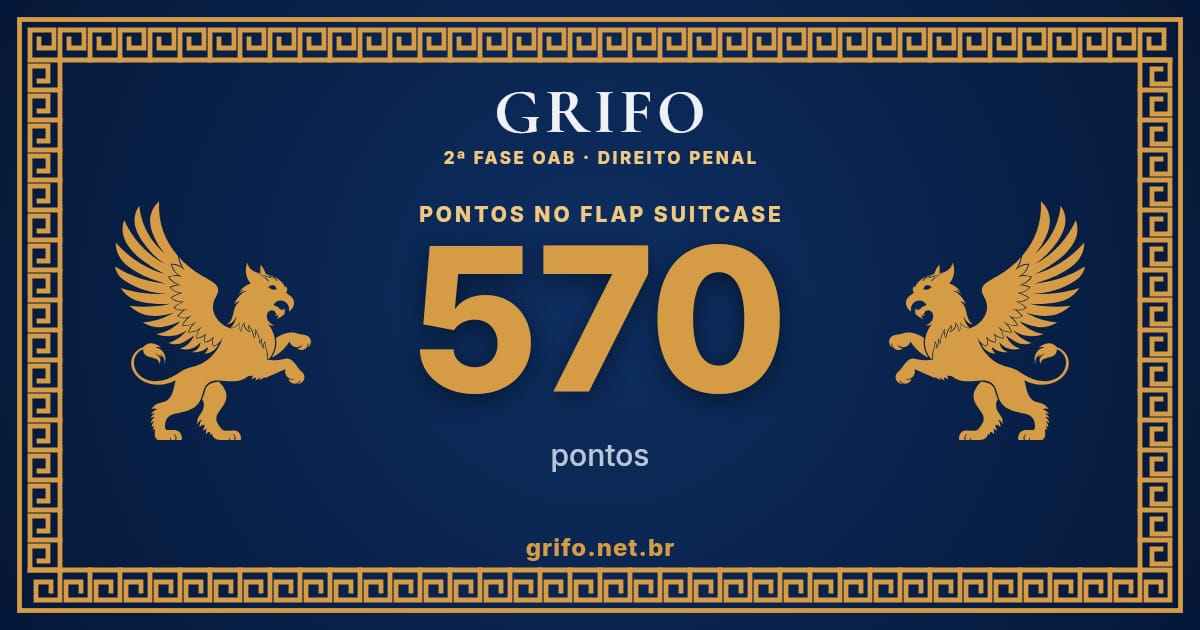 GRIFO
2ª FASE OAB · DIREITO PENAL
PONTOS NO FLAP SUITCASE
570
pontos
grifo.net.br